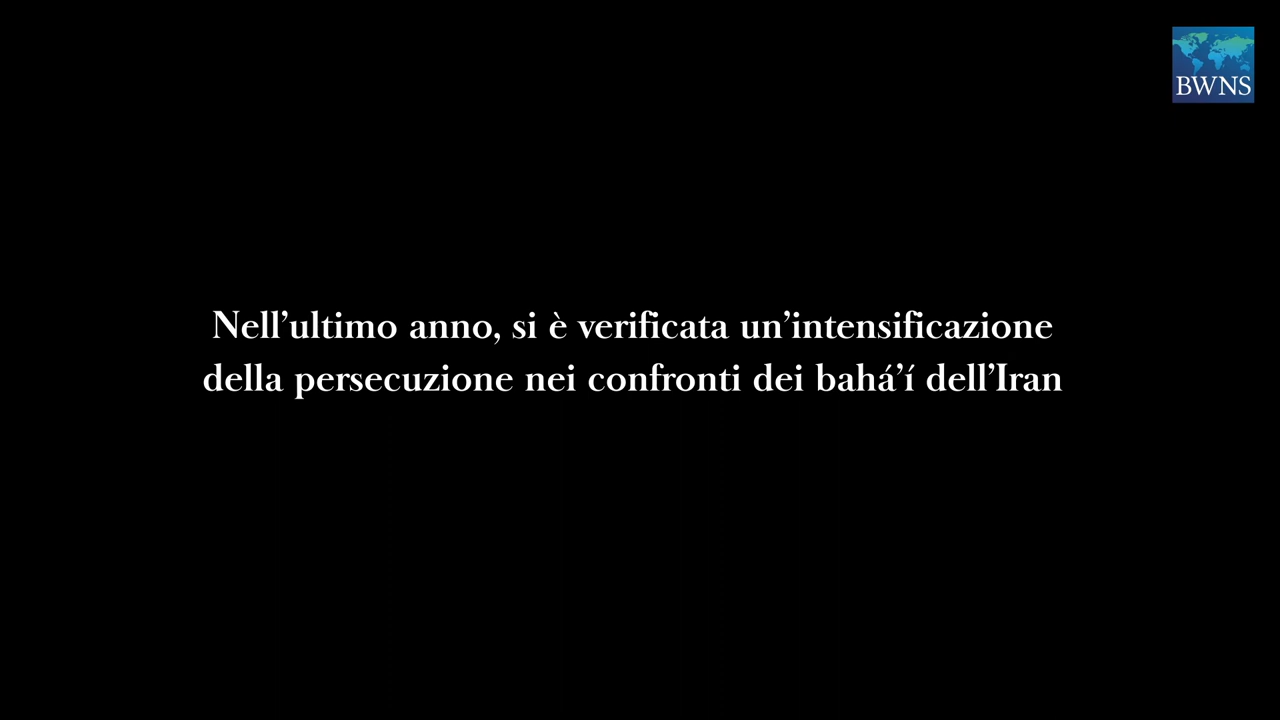 BWNS
Nell’ultimo anno, si è verificata un’intensificazione
della persecuzione nei confronti dei bahá’í dell’Iran